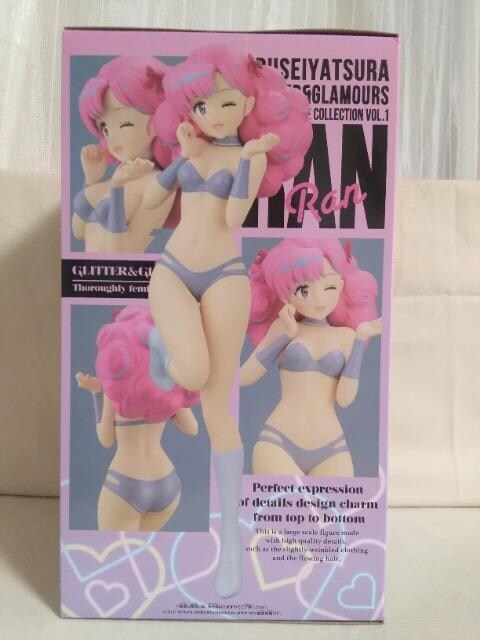 RUSEIYATSURA
R&GLAMOURS
E COLLECTION VOL.1
RAN
Ran
GLITTER&GL
Thoroughly femi
Perfect expression
of details design charm
from top to bottom
This is a large scale figure made
with high quality details,
such as the slightly-wrinkled clothing
and the flowing hair.